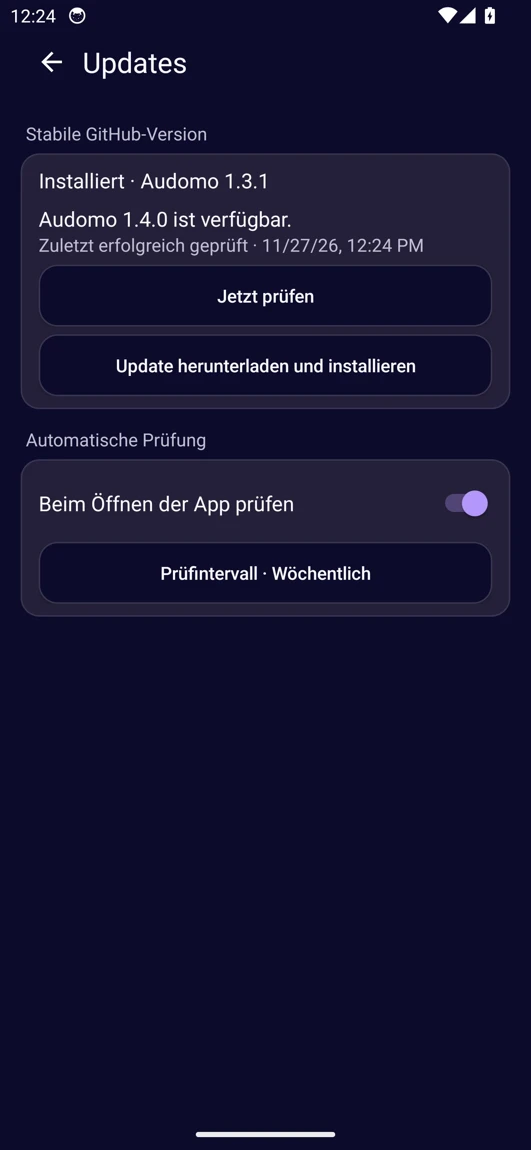 12:24
Updates
Stabile GitHub-Version
Installiert · Audomo 1.3.1
Audomo 1.4.0 ist verfügbar.
Zuletzt erfolgreich geprüft · 11/27/26, 12:24 PM
Jetzt prüfen
Update herunterladen und installieren
Automatische Prüfung
Beim Öffnen der App prüfen
Prüfintervall · Wöchentlich